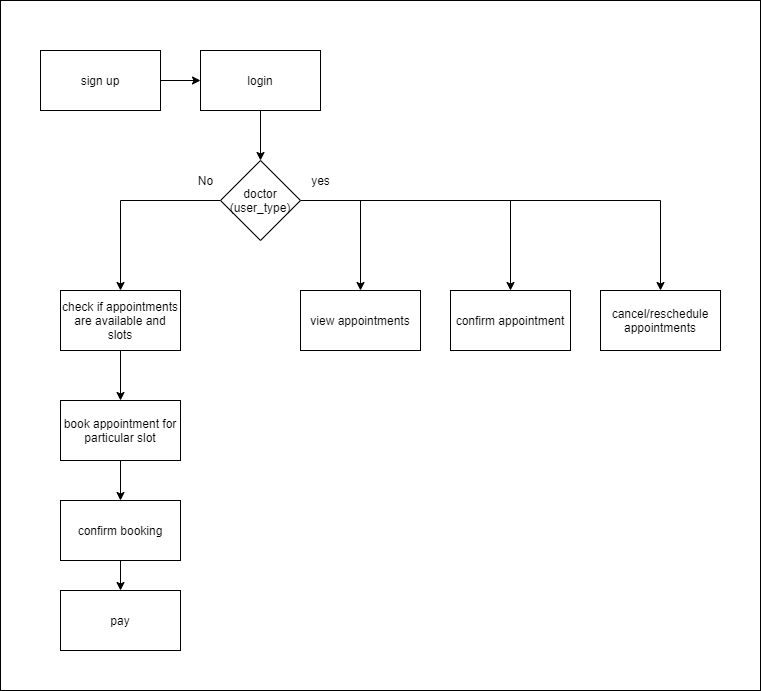 sign up
login
No
yes
doctor
(user_type)
check if appointments
are available and
slots
view appointments
confirm appointment
cancel/reschedule
appointments
book appointment for
particular slot
confirm booking
pay